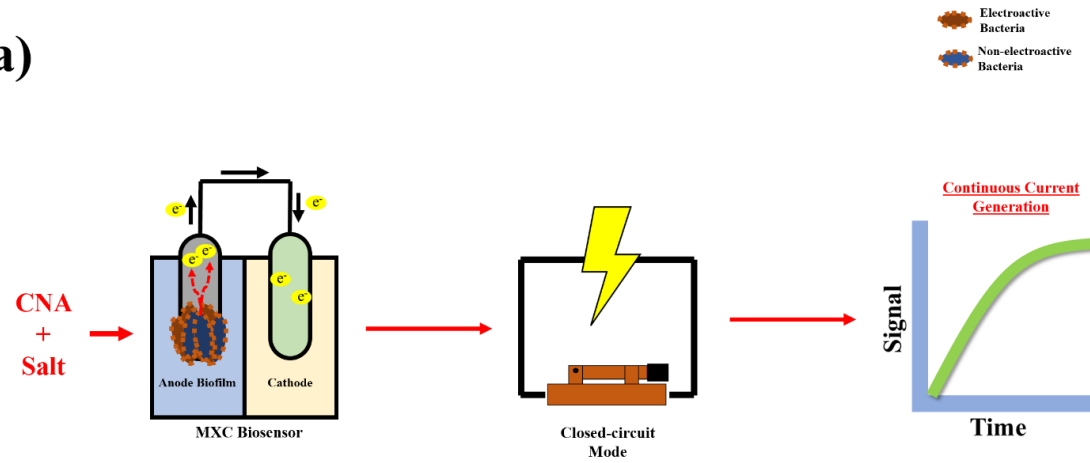 a)
Electroactive
Bacteria
Non-electroactive
Bacteria
CNA
+
Salt
e-
e-
e-
e-
e-
e-
Anode Biofilm
Cathode
MXC Biosensor
Closed-circuit
Mode
Continuous Current
Generation
Signal
Time